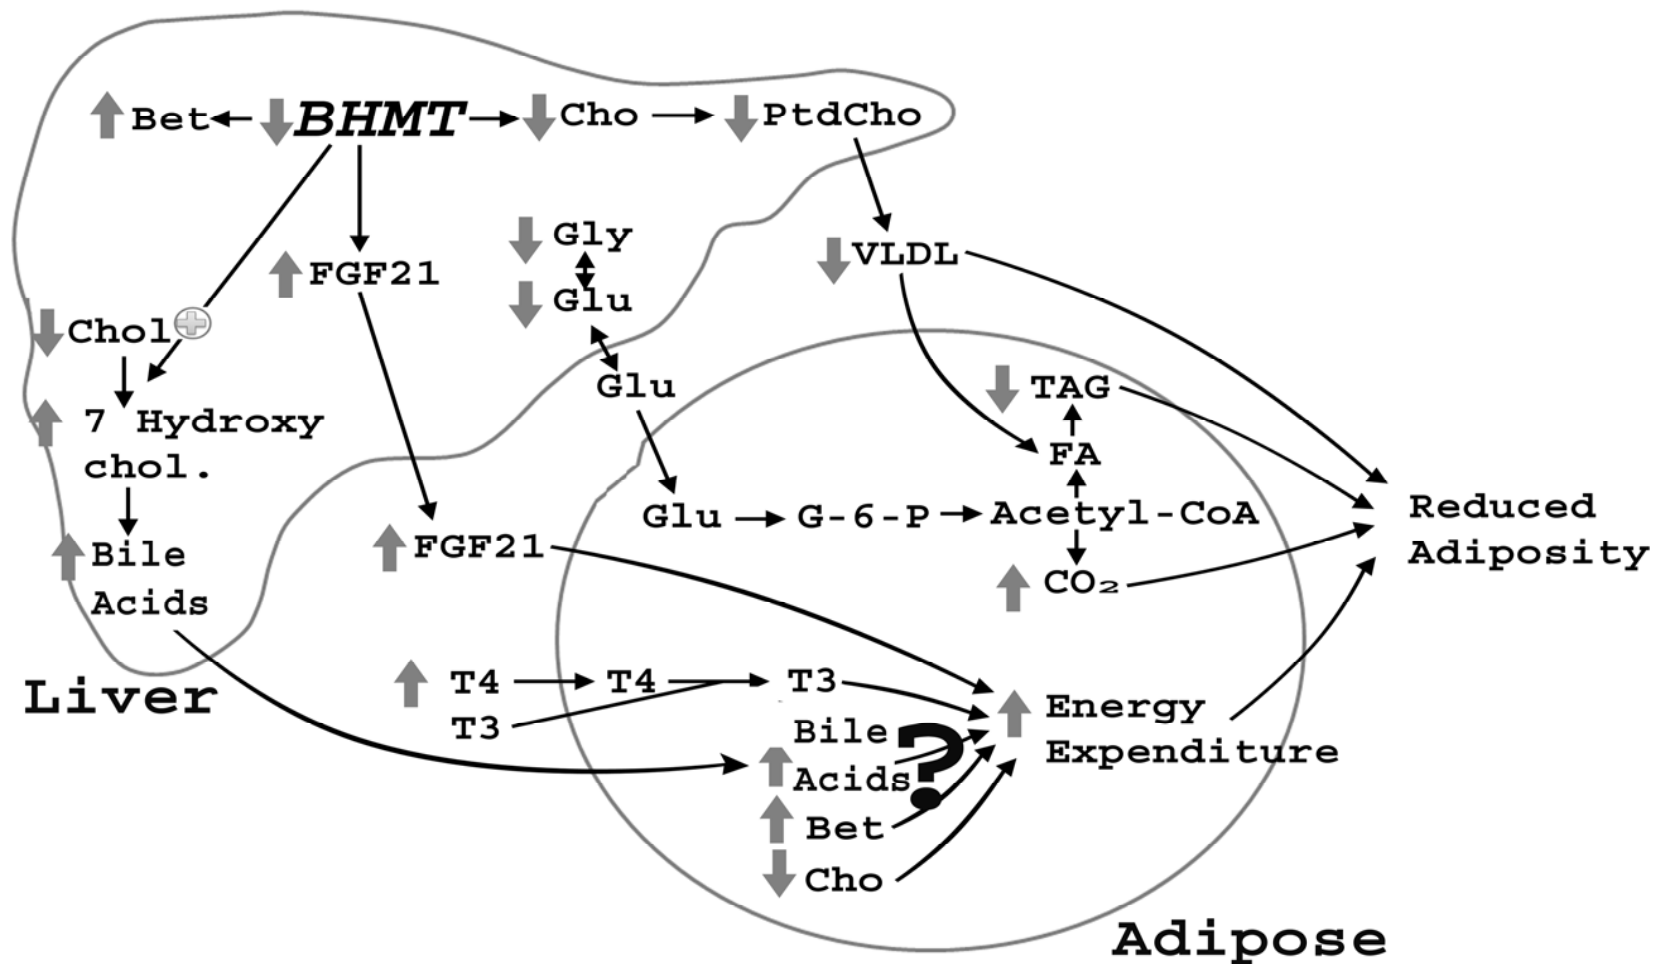 Bet BHMT Cho PtdCho
Gly
VLDL
FGF21
Glu
Chol
Glu
TAG
7 Hydroxy
chol.
FA
Glu G-6-P Acetyl-CoA
Reduced
Adiposity
Bile
Acids
FGF21
CO₂
Liver
T4 T4 T3
T3
Energy
Expenditure
Bile
Acids
?
Bet
Cho
Adipose